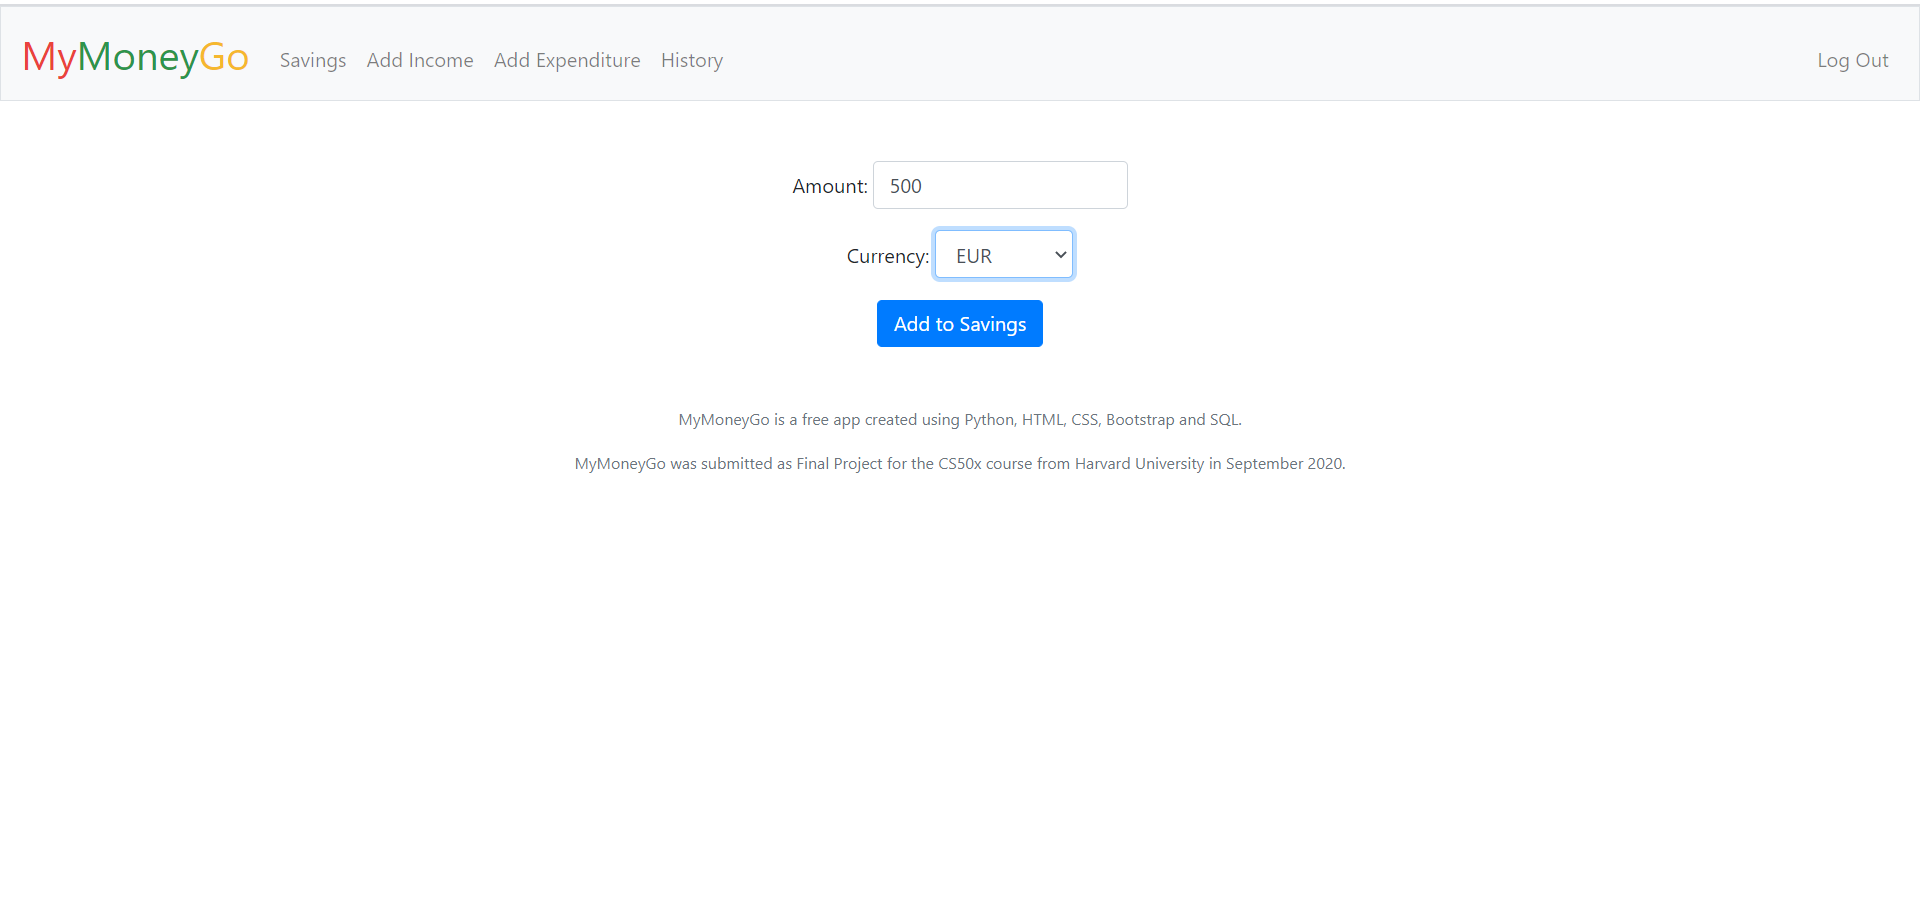 MyMoneyGo Savings Add Income Add Expenditure History Log Out
Amount: 500
Currency: EUR
Add to Savings
MyMoneyGo is a free app created using Python, HTML, CSS, Bootstrap and SQL.
MyMoneyGo was submitted as Final Project for the CS50x course from Harvard University in September 2020.